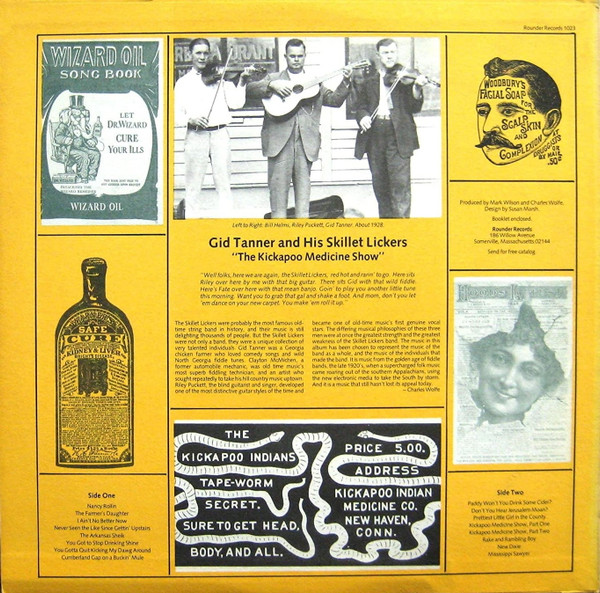 Rounder Records 1023
WIZARD OIL
SONG BOOK
LET
DR. WIZARD
CURE
YOUR ILLS
WIZARD OIL
RESTAURANT
WOODBURY'S
FACIAL SOAP
FOR
SCALP
SKIN
AND
COMPLEXION AT
DRUGGISTS
OR
BY MAIL
.50¢
Left to Right: Bill Helms, Riley Puckett, Gid Tanner. About 1928.
Gid Tanner and His Skillet Lickers
"The Kickapoo Medicine Show"
"Well folks, here we are again, the Skillet Lickers, red hot and rarin' to go. Here sits
Riley over here by me with that big guitar. There sits Gid with that wild fiddle.
Here's Fate over here with that mean banjo. Goin' to play you another little tune
this morning. Want you to grab that gal and shake a foot. And mom, don't you let
'em dance on your new carpet. You make 'em roll it up."
The Skillet Lickers were probably the most famous old-
time string band in history, and their music is still
delighting thousands of people. But the Skillet Lickers
were not only a band, they were a unique collection of
very talented individuals. Gid Tanner was a Georgia
chicken farmer who loved comedy songs and wild
North Georgia fiddle tunes. Clayton McMichen, a
former automobile mechanic, was old time music's
most superb fiddling technician, and an artist who
sought repeatedly to take his hill country music uptown.
Riley Puckett, the blind guitarist and singer, developed
one of the most distinctive guitar styles of the time and
became one of old-time music's first genuine vocal
stars. The differing musical philosophies of these three
men were at once the greatest strength and the greatest
weakness of the Skillet Lickers band. The music in this
album has been chosen to represent the music of the
band as a whole, and the music of the individuals that
made the band. It is music from the golden age of fiddle
bands, the late 1920's, when a supercharged folk music
came roaring out of the southern Appalachians, using
the new electronic media to take the South by storm.
And it is a music that still hasn't lost its appeal today.
– Charles Wolfe
Produced by Mark Wilson and Charles Wolfe.
Design by Susan Marsh.
Booklet enclosed.
Rounder Records
186 Willow Avenue
Somerville, Massachusetts 02144
Send for free catalog.
SAFE
CURE
KIDNEY & LIVER
THE
KICKAPOO INDIANS
TAPE-WORM
SECRET.
SURE TO GET HEAD,
BODY, AND ALL.
PRICE 5.00.
ADDRESS
KICKAPOO INDIAN
MEDICINE CO.
NEW HAVEN,
CONN.
Side One
Nancy Rollin
The Farmer's Daughter
I Ain't No Better Now
Never Seen the Like Since Gettin' Upstairs
The Arkansas Sheik
You Got to Stop Drinking Shine
You Gotta Quit Kicking My Dawg Around
Cumberland Gap on a Buckin' Mule
Side Two
Paddy Won't You Drink Some Cider?
Don't You Hear Jerusalem Moan?
Prettiest Little Girl in the County
Kickapoo Medicine Show, Part One
Kickapoo Medicine Show, Part Two
Rake and Rambling Boy
New Dixie
Mississippi Sawyer